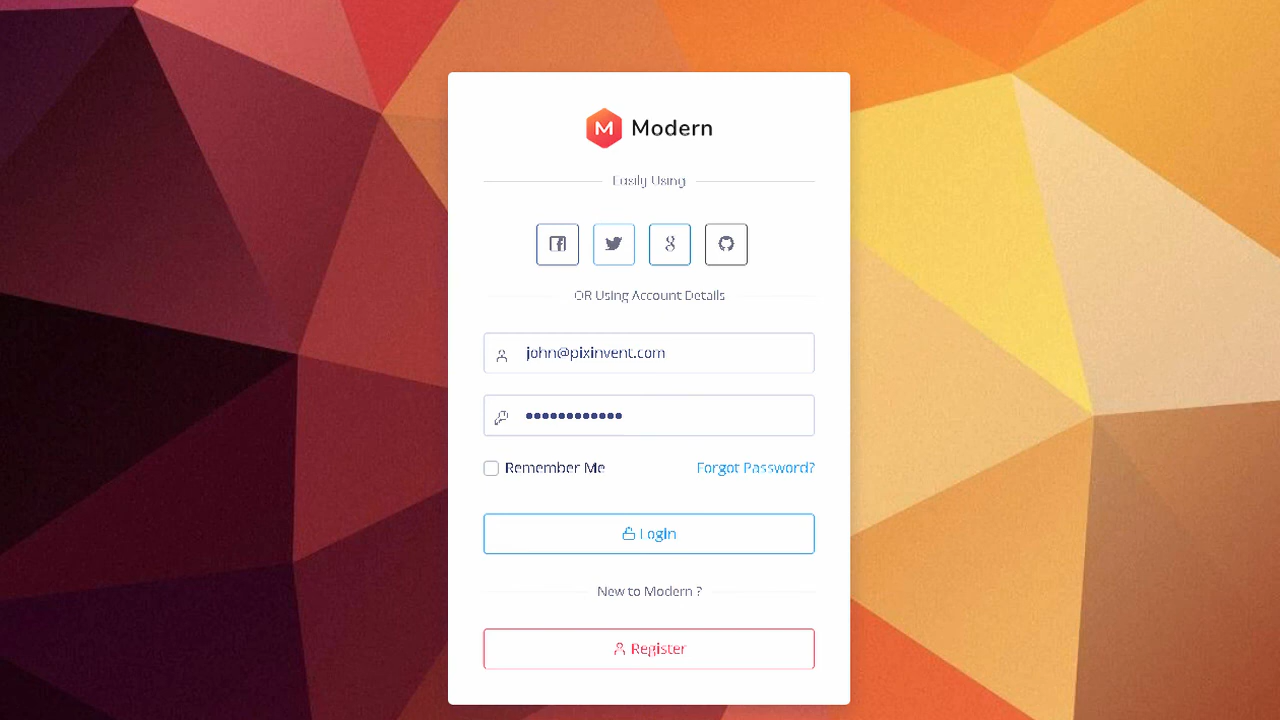 Modern
Easily Using
OR Using Account Details
john@pixinvent.com
••••••••••••
Remember Me Forgot Password?
Login
New to Modern ?
Register